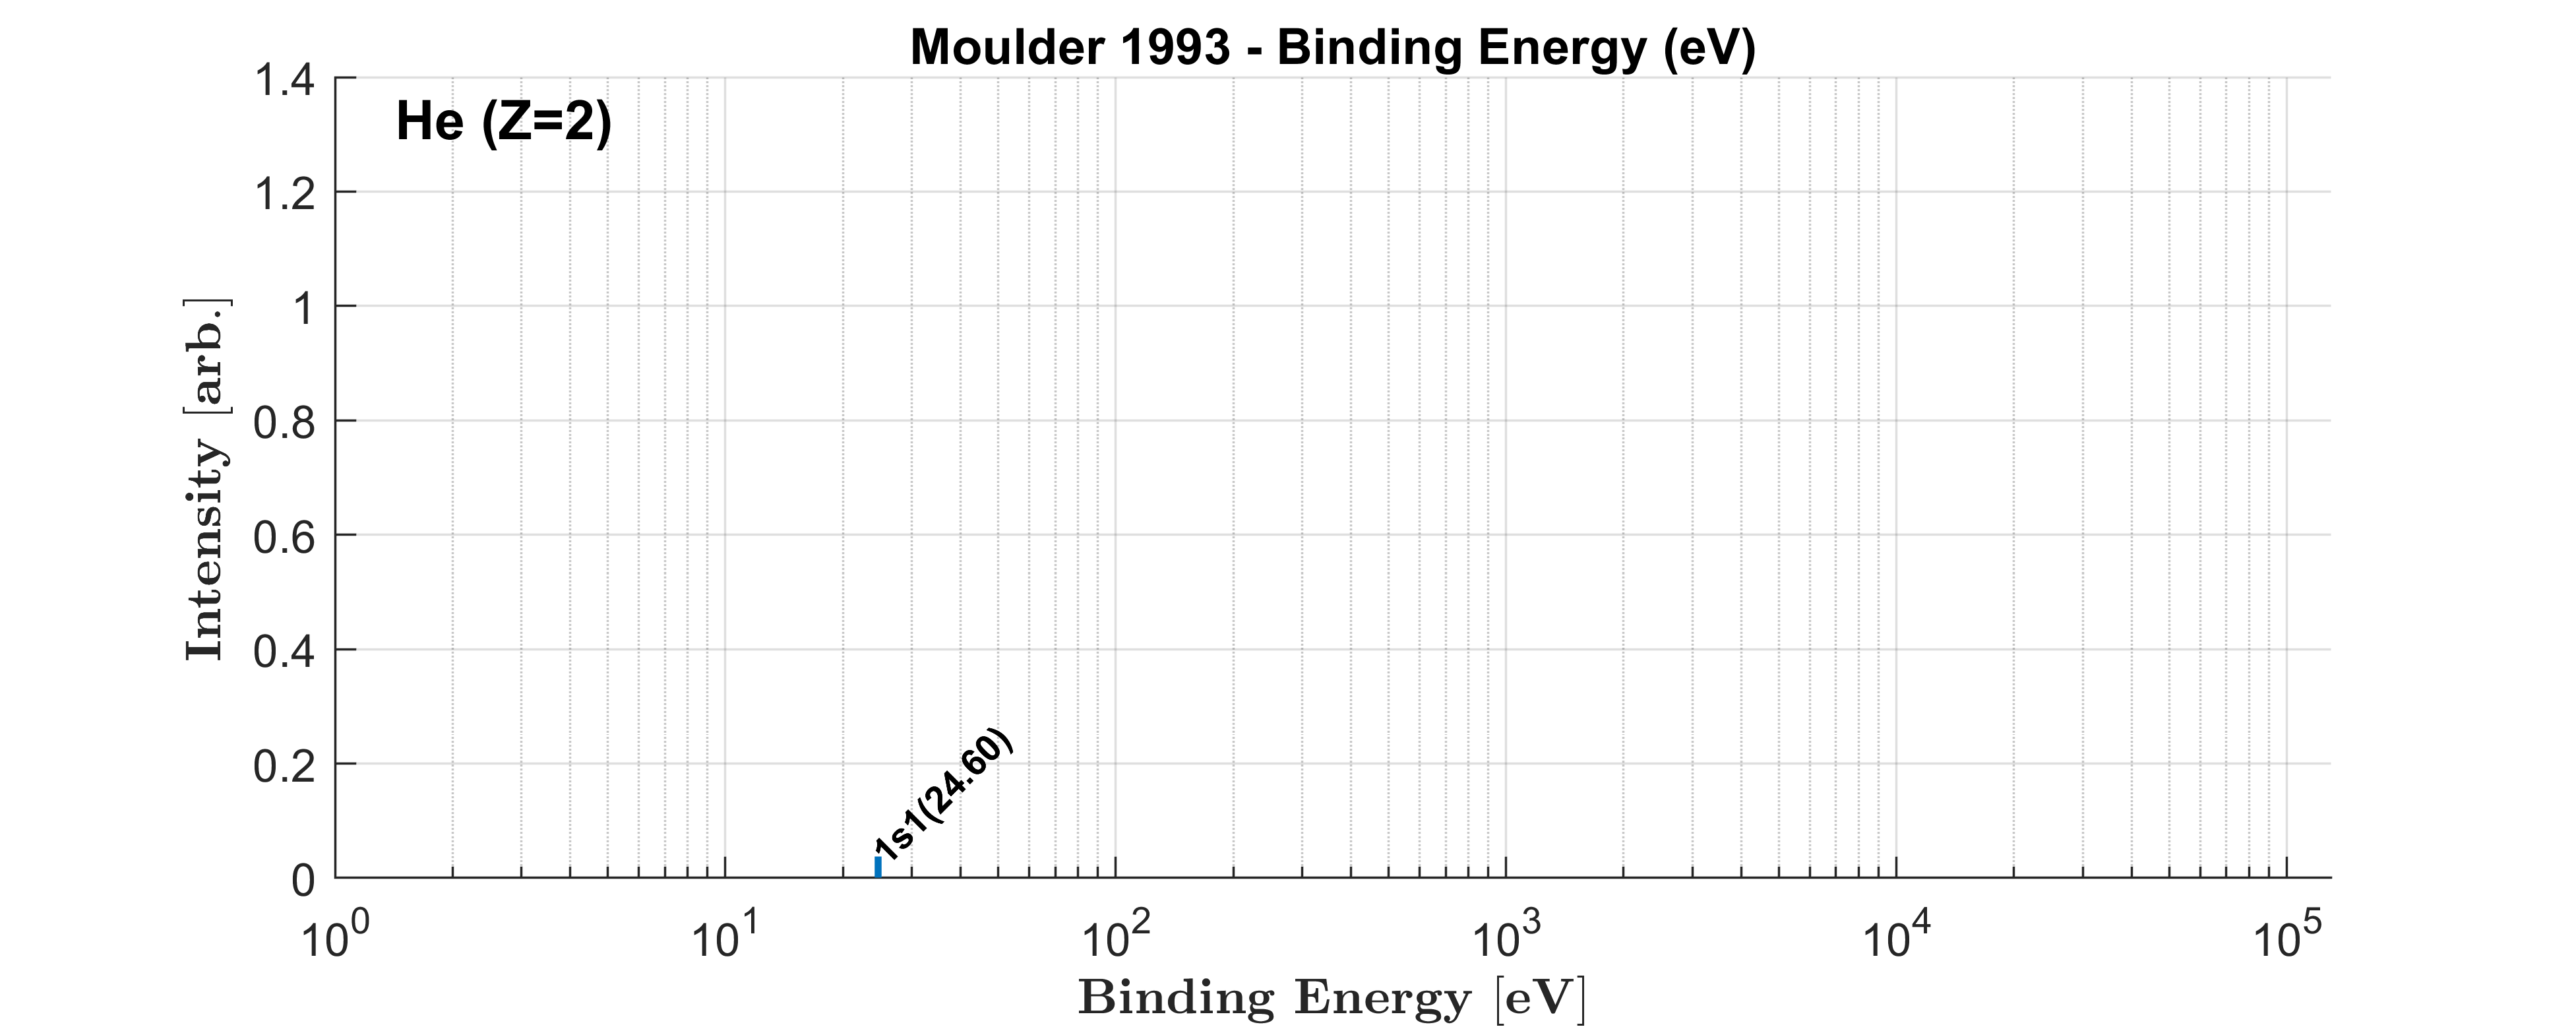 Moulder 1993 - Binding Energy (eV)
He (Z=2)
Intensity [arb.]
1.4
1.2
1
0.8
0.6
0.4
0.2
0
1s1(24.60)
10^0 10^1 10^2 10^3 10^4 10^5
Binding Energy [eV]